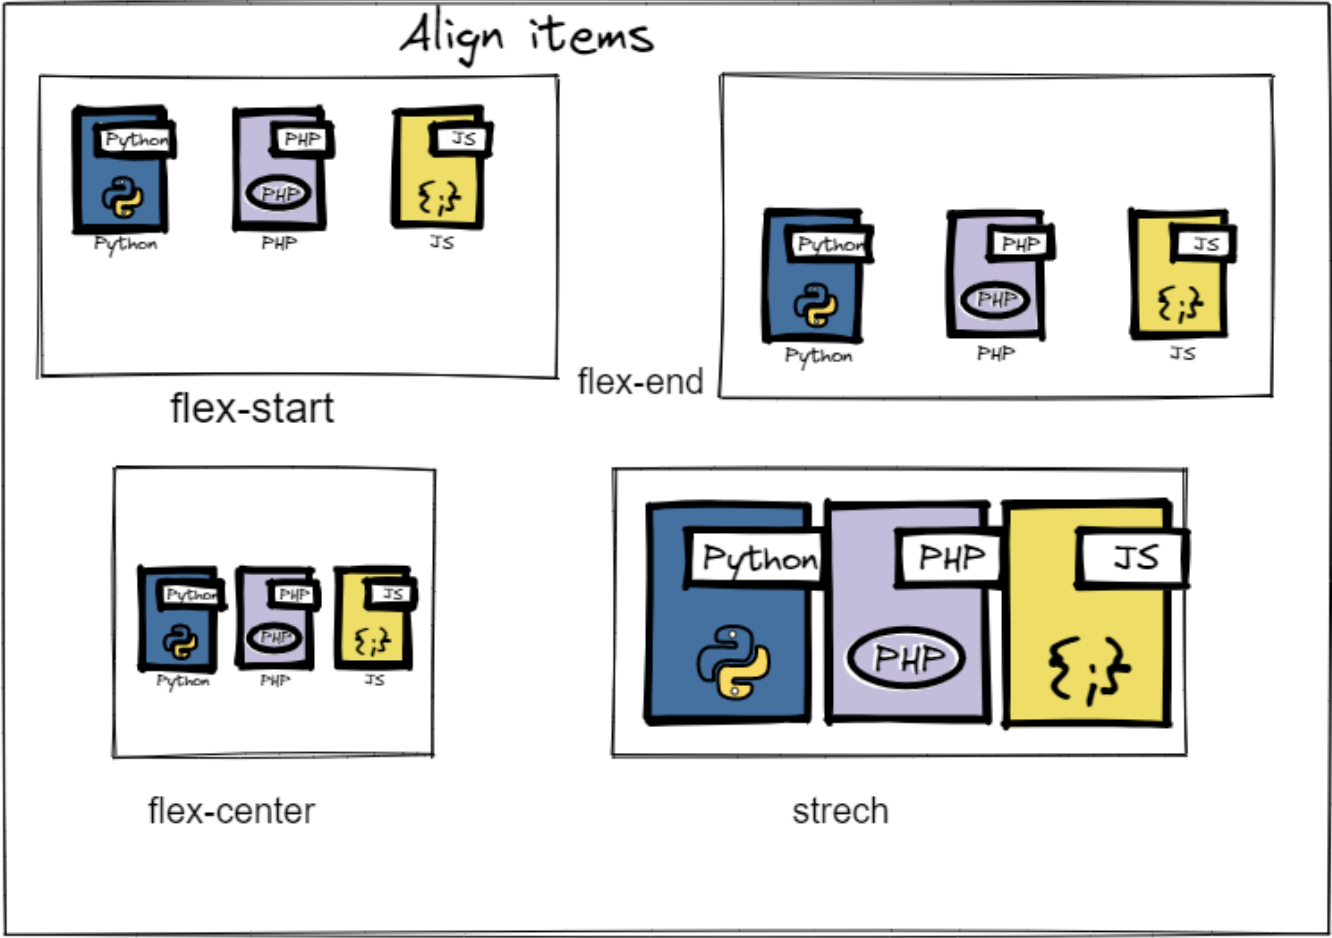 Align items
Python PHP JS
PHP {;}
Python PHP JS
flex-start
Python PHP JS
PHP {;}
Python PHP JS
flex-end
Python PHP JS
PHP {;}
Python PHP JS
flex-center
Python PHP JS
PHP {;}
strech